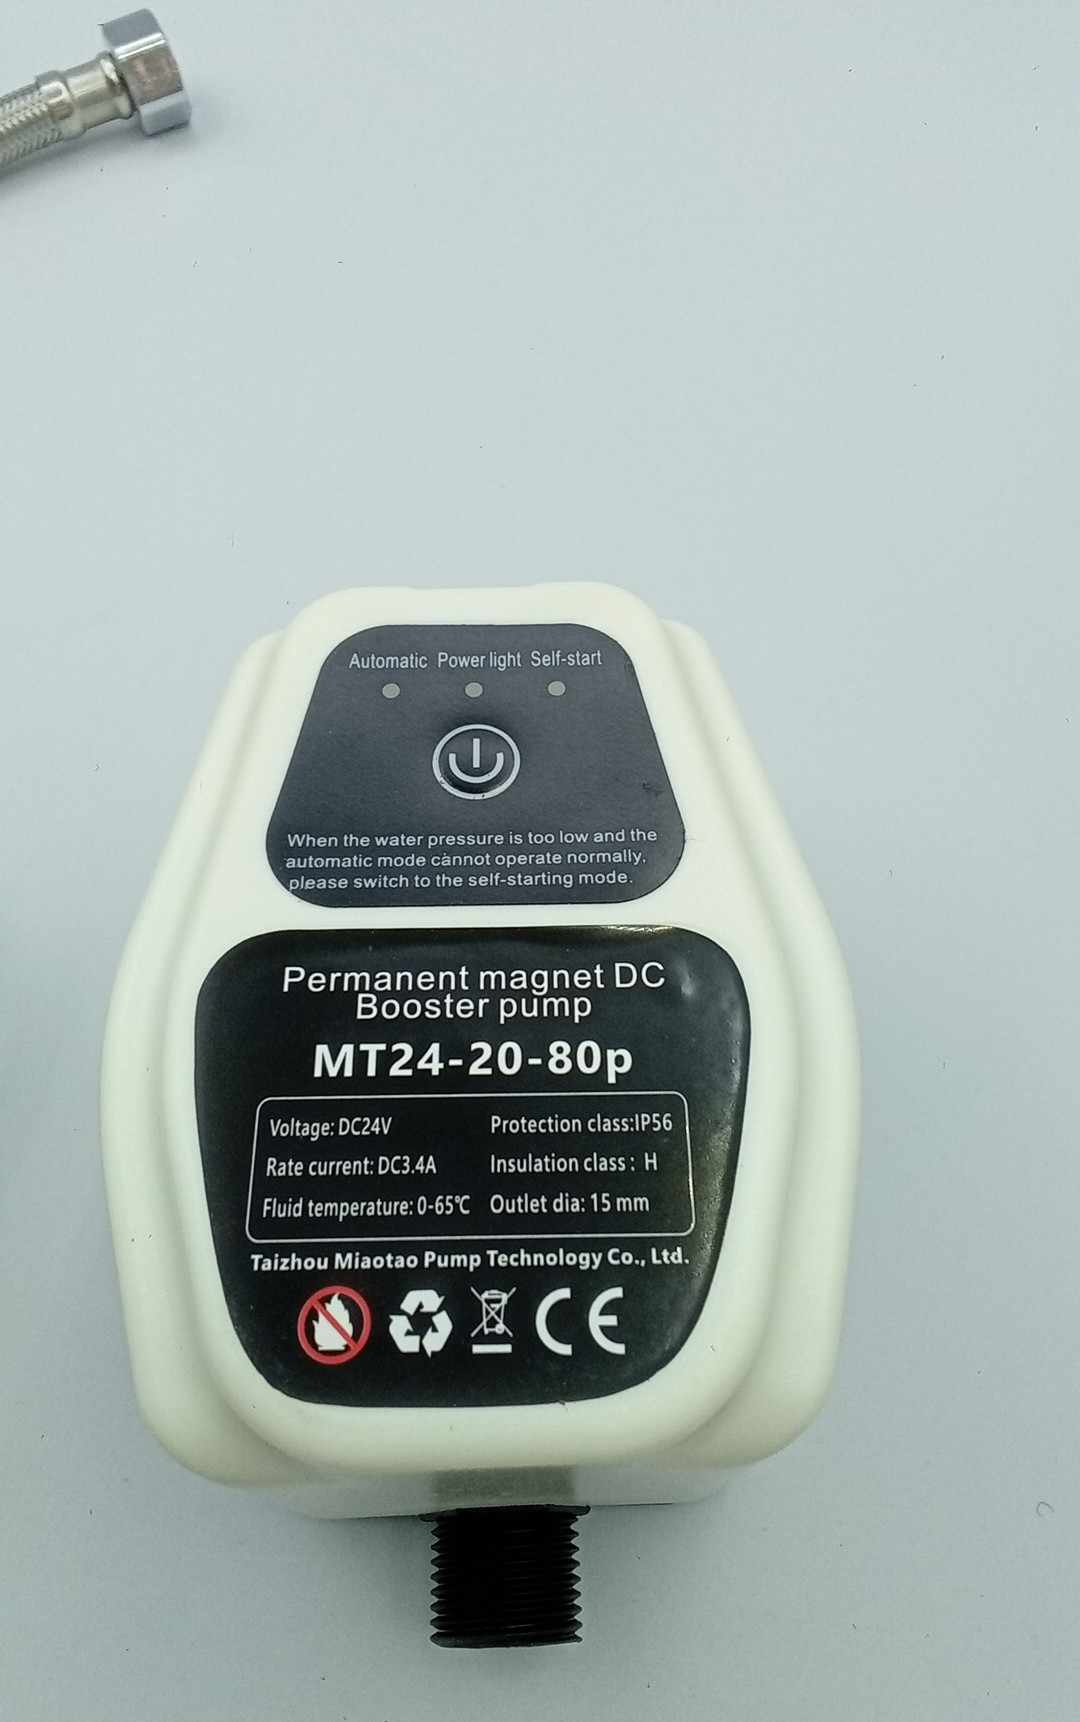 Automatic Power light Self-start
When the water pressure is too low and the
automatic mode cannot operate normally,
please switch to the self-starting mode.
Permanent magnet DC
Booster pump
MT24-20-80p
Voltage: DC24V Protection class:IP56
Rate current: DC3.4A Insulation class : H
Fluid temperature: 0-65℃ Outlet dia: 15 mm
Taizhou Miaotao Pump Technology Co., Ltd.
CE